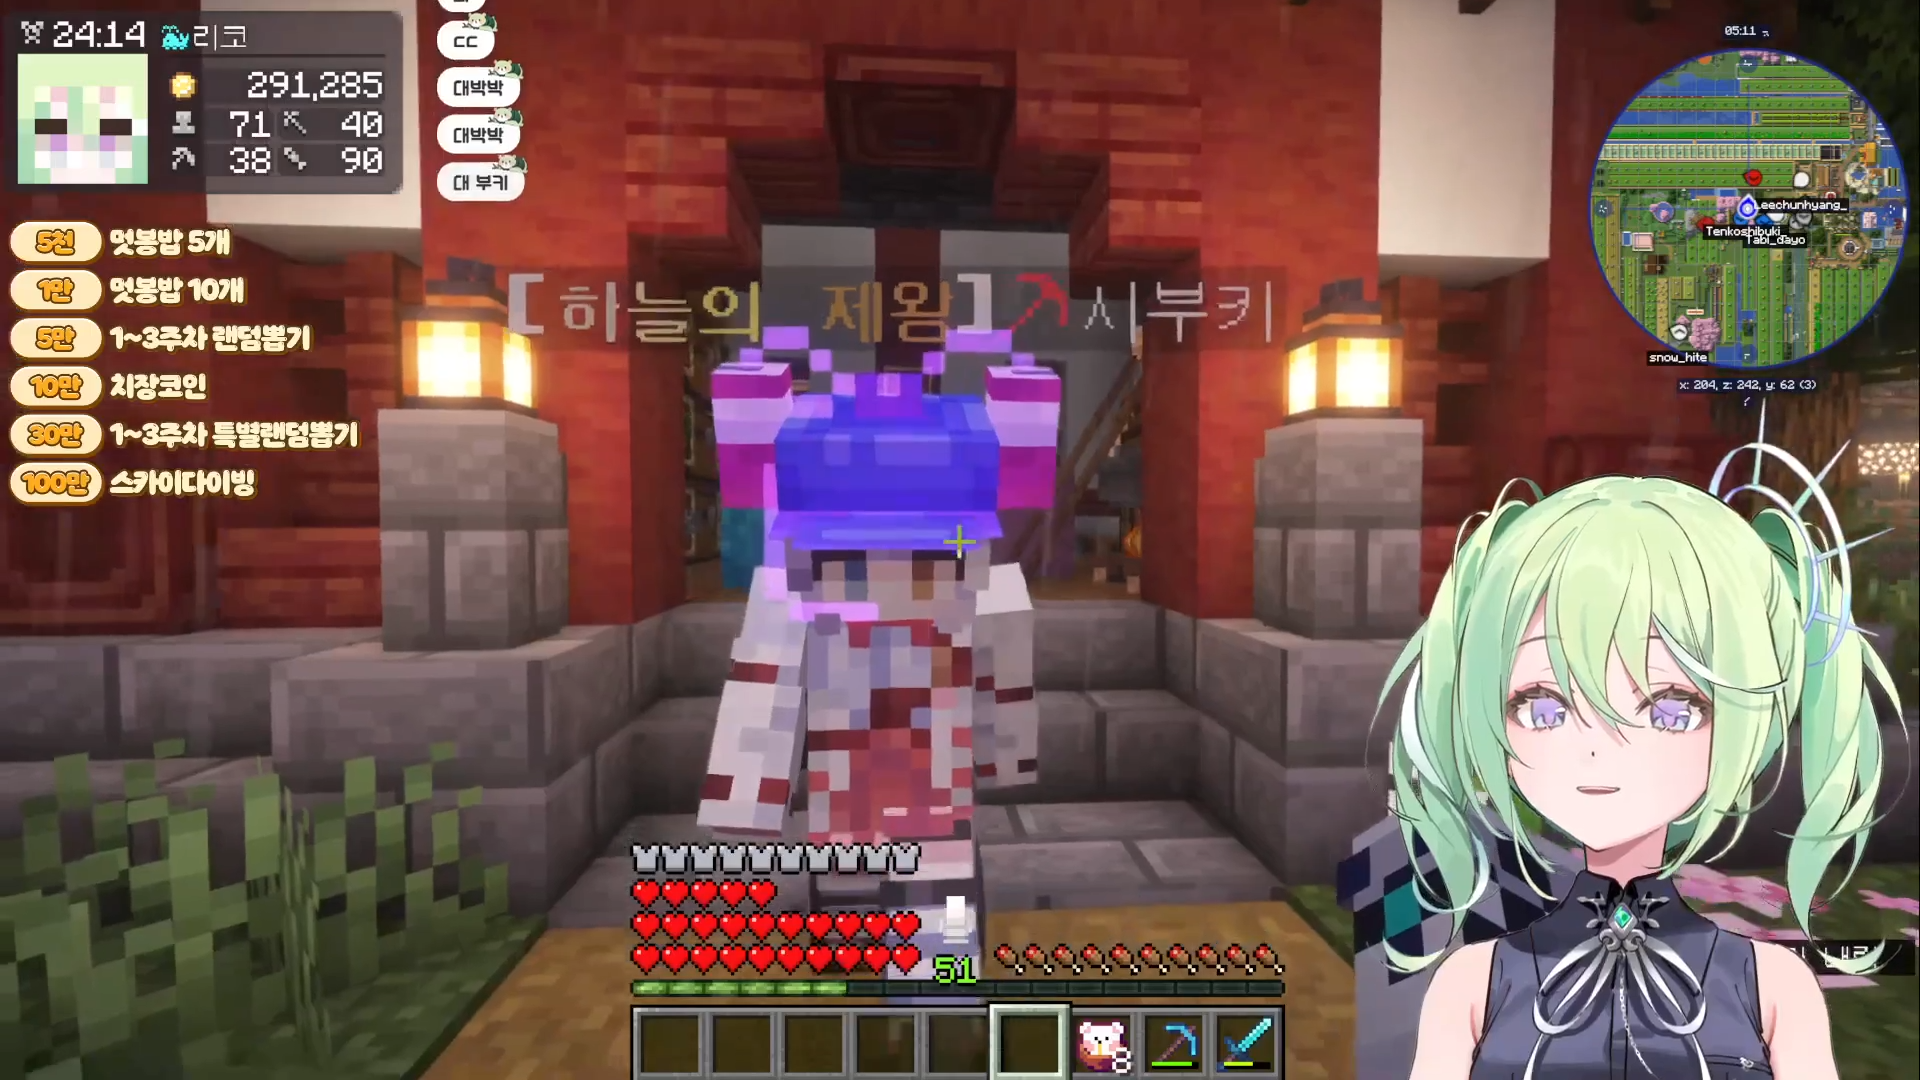 24:14 리코
291,285
71 40
38 90
ㄷㄷ
대박박
대박박
대 부키
5천 멋봉밥 5개
1만 멋봉밥 10개
5만 1~3주차 랜덤뽑기
10만 치장코인
30만 1~3주차 특별랜덤뽑기
100만 스카이다이빙
[하늘의 제왕] 시부키
05:11
Leechunhyang_
Tenkoshibuki_
Tabi_dayo
snow_hite
x: 204, z: 242, y: 62 (3)
51
8